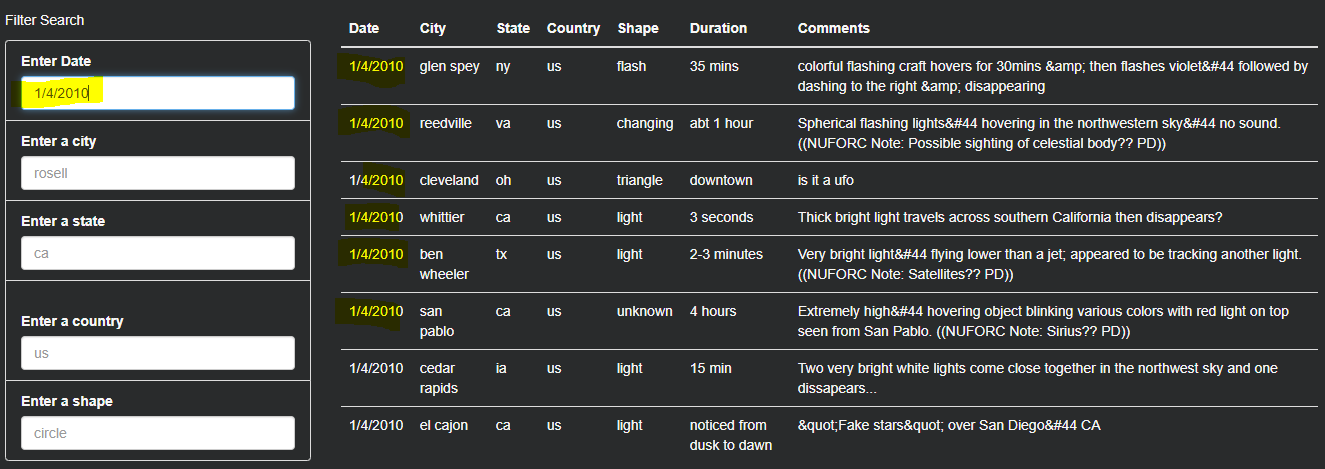 Filter Search
Enter Date
1/4/2010
Enter a city
rosell
Enter a state
ca
Enter a country
us
Enter a shape
circle
Date City State Country Shape Duration Comments
1/4/2010 glen spey ny us flash 35 mins colorful flashing craft hovers for 30mins &amp; then flashes violet&#44 followed by
dashing to the right &amp; disappearing
1/4/2010 reedville va us changing abt 1 hour Spherical flashing lights&#44 hovering in the northwestern sky&#44 no sound.
((NUFORC Note: Possible sighting of celestial body?? PD))
1/4/2010 cleveland oh us triangle downtown is it a ufo
1/4/2010 whittier ca us light 3 seconds Thick bright light travels across southern California then disappears?
1/4/2010 ben tx us light 2-3 minutes Very bright light&#44 flying lower than a jet; appeared to be tracking another light.
wheeler ((NUFORC Note: Satellites?? PD))
1/4/2010 san ca us unknown 4 hours Extremely high&#44 hovering object blinking various colors with red light on top
pablo seen from San Pablo. ((NUFORC Note: Sirius?? PD))
1/4/2010 cedar ia us light 15 min Two very bright white lights come close together in the northwest sky and one
rapids dissapears...
1/4/2010 el cajon ca us light noticed from &quot;Fake stars&quot; over San Diego&#44 CA
dusk to dawn